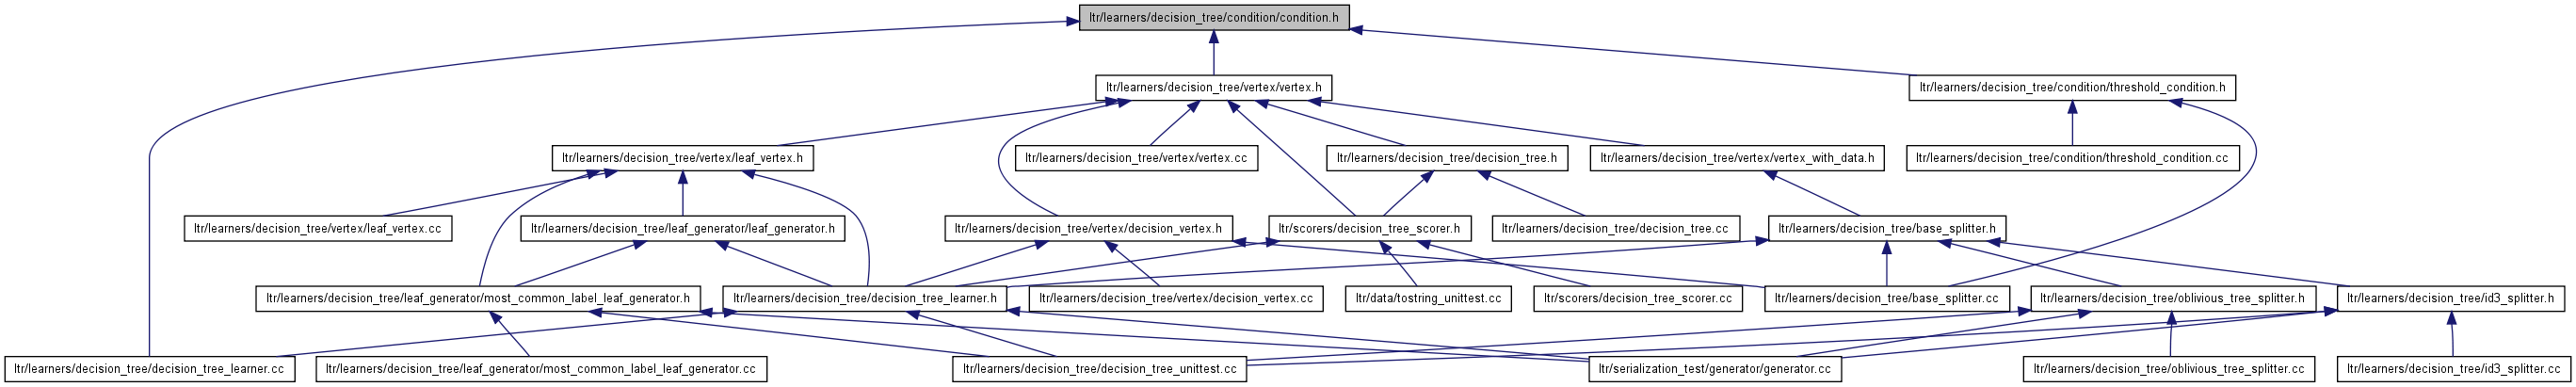 ltr/learners/decision_tree/condition/condition.h
ltr/learners/decision_tree/vertex/vertex.h
ltr/learners/decision_tree/condition/threshold_condition.h
ltr/learners/decision_tree/vertex/leaf_vertex.h
ltr/learners/decision_tree/vertex/vertex.cc
ltr/learners/decision_tree/decision_tree.h
ltr/learners/decision_tree/vertex/vertex_with_data.h
ltr/learners/decision_tree/condition/threshold_condition.cc
ltr/learners/decision_tree/vertex/leaf_vertex.cc
ltr/learners/decision_tree/leaf_generator/leaf_generator.h
ltr/learners/decision_tree/vertex/decision_vertex.h
ltr/scorers/decision_tree_scorer.h
ltr/learners/decision_tree/decision_tree.cc
ltr/learners/decision_tree/base_splitter.h
ltr/learners/decision_tree/leaf_generator/most_common_label_leaf_generator.h
ltr/learners/decision_tree/decision_tree_learner.h
ltr/learners/decision_tree/vertex/decision_vertex.cc
ltr/data/tostring_unittest.cc
ltr/scorers/decision_tree_scorer.cc
ltr/learners/decision_tree/base_splitter.cc
ltr/learners/decision_tree/oblivious_tree_splitter.h
ltr/learners/decision_tree/id3_splitter.h
ltr/learners/decision_tree/decision_tree_learner.cc
ltr/learners/decision_tree/leaf_generator/most_common_label_leaf_generator.cc
ltr/learners/decision_tree/decision_tree_unittest.cc
ltr/serialization_test/generator/generator.cc
ltr/learners/decision_tree/oblivious_tree_splitter.cc
ltr/learners/decision_tree/id3_splitter.cc